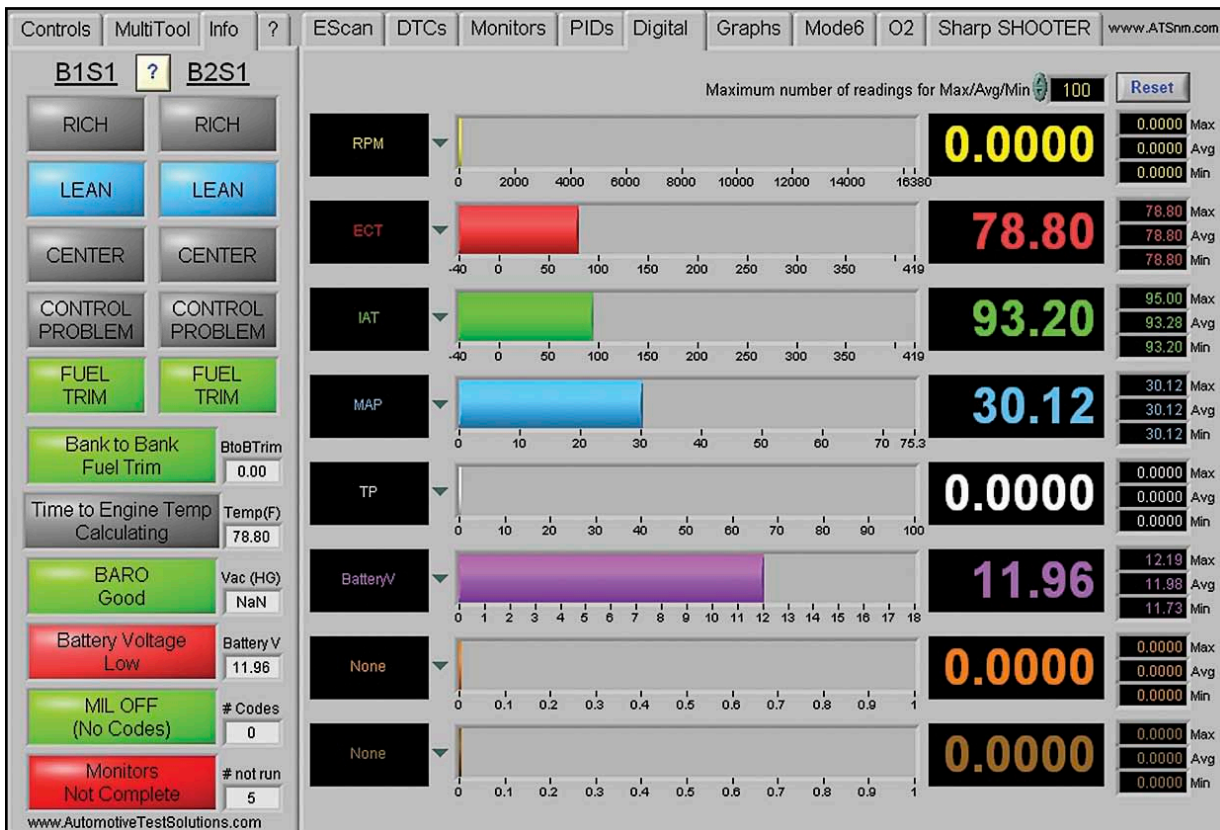 Controls MultiTool Info ? EScan DTCs Monitors PIDs Digital Graphs Mode6 O2 Sharp SHOOTER www.ATSnm.com
B1S1 ? B2S1
RICH RICH
LEAN LEAN
CENTER CENTER
CONTROL PROBLEM CONTROL PROBLEM
FUEL TRIM FUEL TRIM
Bank to Bank Fuel Trim BtoBTrim 0.00
Time to Engine Temp Calculating Temp(F) 78.80
BARO Good Vac (HG) NaN
Battery Voltage Low Battery V 11.96
MIL OFF (No Codes) # Codes 0
Monitors Not Complete # not run 5
www.AutomotiveTestSolutions.com
Maximum number of readings for Max/Avg/Min 100 Reset
RPM 0.0000 0.0000 Max
0.0000 Avg
0.0000 Min
0 2000 4000 6000 8000 10000 12000 14000 16380
ECT 78.80 78.80 Max
78.80 Avg
78.80 Min
-40 0 50 100 150 200 250 300 350 419
IAT 93.20 95.00 Max
93.28 Avg
93.20 Min
-40 0 50 100 150 200 250 300 350 419
MAP 30.12 30.12 Max
30.12 Avg
30.12 Min
0 10 20 30 40 50 60 70 75.3
TP 0.0000 0.0000 Max
0.0000 Avg
0.0000 Min
0 10 20 30 40 50 60 70 80 90 100
BatteryV 11.96 12.19 Max
11.98 Avg
11.73 Min
0 1 2 3 4 5 6 7 8 9 10 11 12 13 14 15 16 17 18
None 0.0000 0.0000 Max
0.0000 Avg
0.0000 Min
0 0.1 0.2 0.3 0.4 0.5 0.6 0.7 0.8 0.9 1
None 0.0000 0.0000 Max
0.0000 Avg
0.0000 Min
0 0.1 0.2 0.3 0.4 0.5 0.6 0.7 0.8 0.9 1